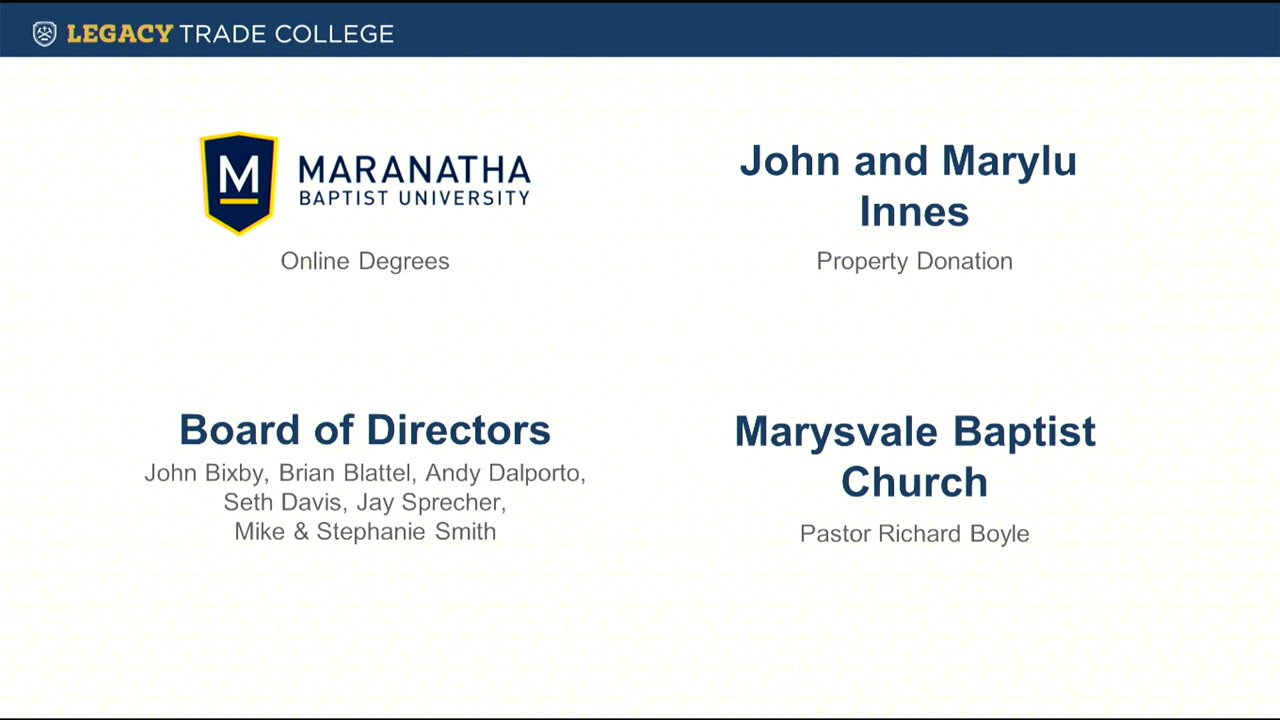 LEGACY TRADE COLLEGE
M MARANATHA
BAPTIST UNIVERSITY
Online Degrees
John and Marylu
Innes
Property Donation
Board of Directors
John Bixby, Brian Blattel, Andy Dalporto,
Seth Davis, Jay Sprecher,
Mike & Stephanie Smith
Marysvale Baptist
Church
Pastor Richard Boyle